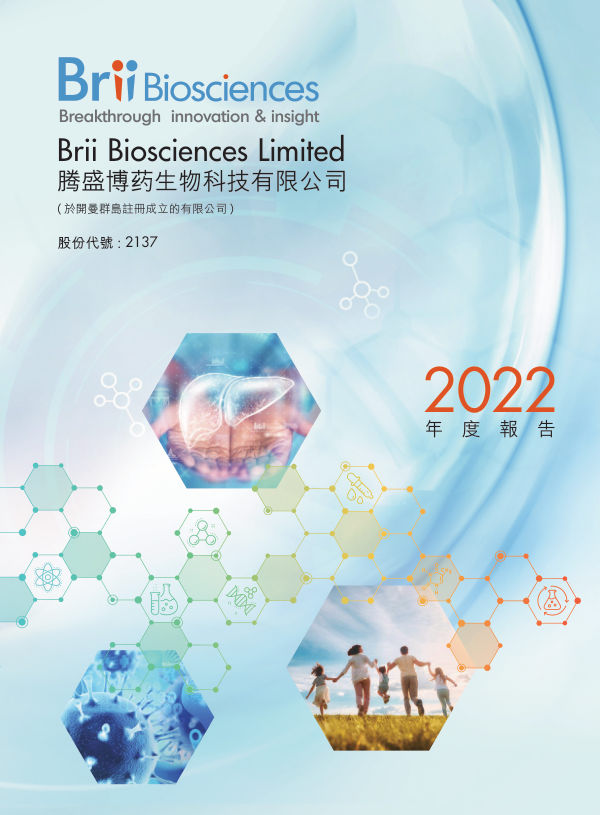 Brii Biosciences
Breakthrough innovation & insight
Brii Biosciences Limited
腾盛博药生物科技有限公司
(於開曼群島註冊成立的有限公司)
股份代號 : 2137
2022
年度報告